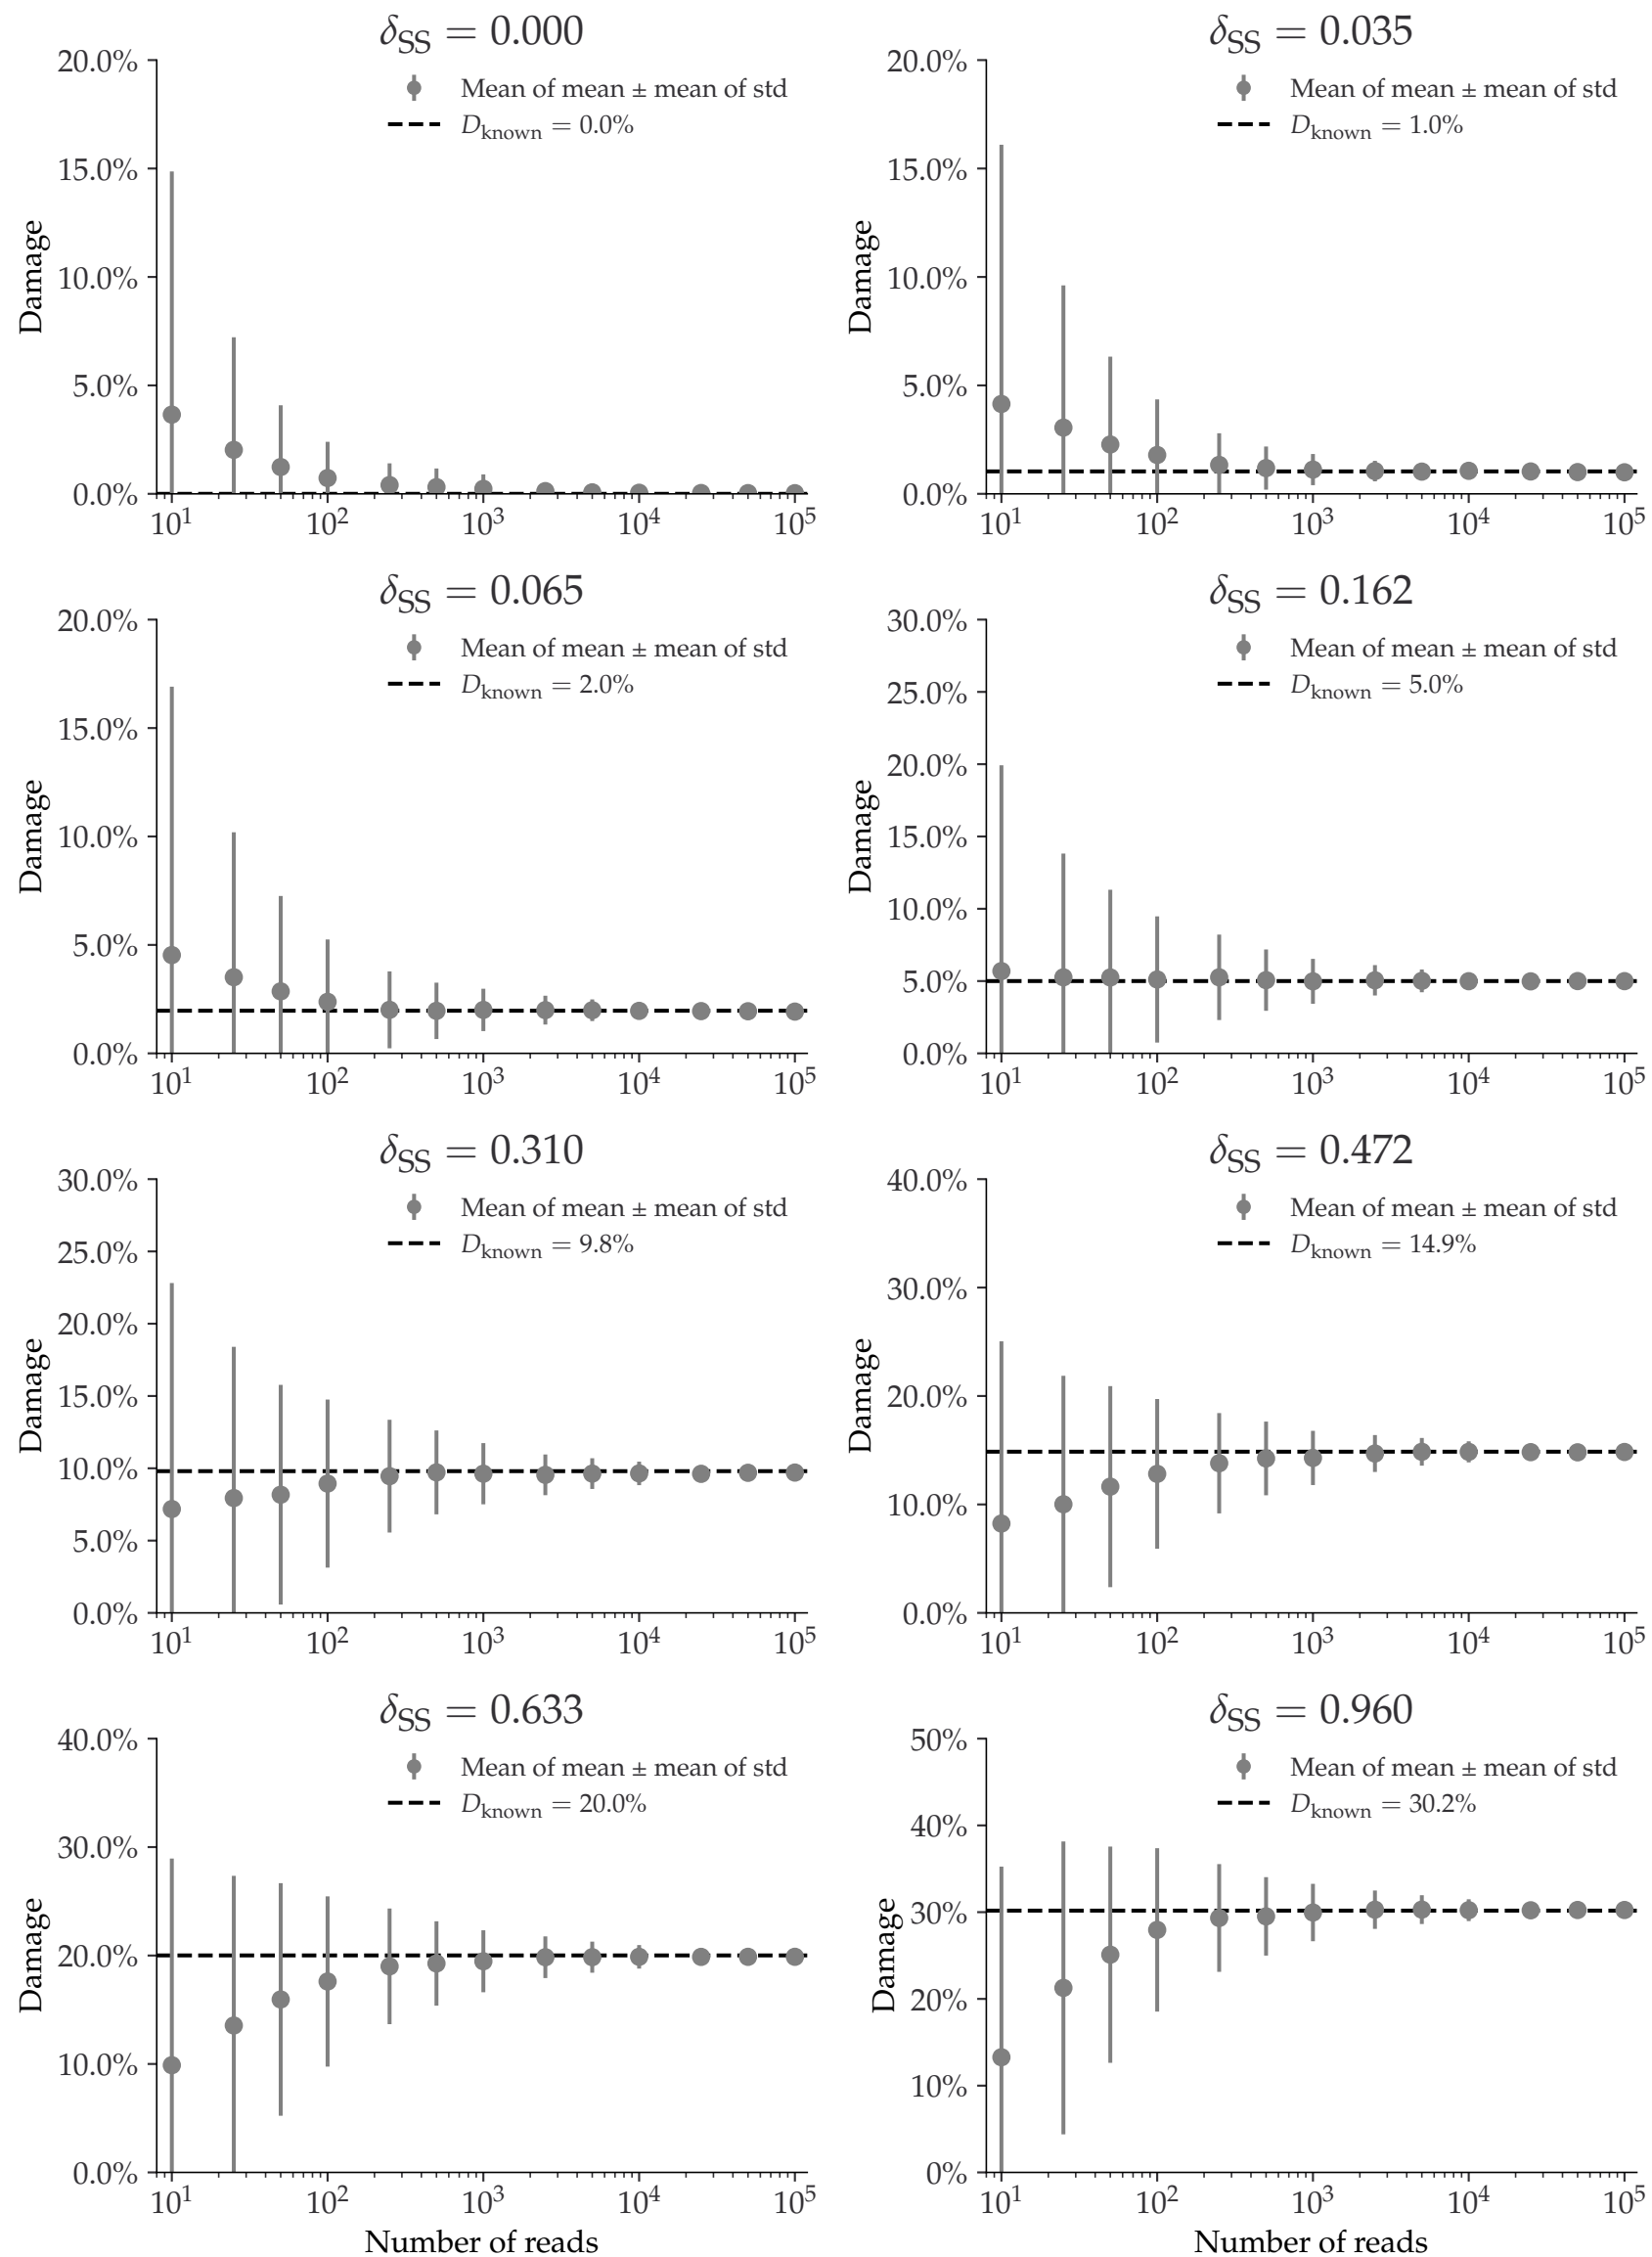 δSS = 0.000
20.0%
Mean of mean ± mean of std
Dknown = 0.0%
15.0%
10.0%
5.0%
0.0%
Damage
10¹ 10² 10³ 10⁴ 10⁵
δSS = 0.035
20.0%
Mean of mean ± mean of std
Dknown = 1.0%
15.0%
10.0%
5.0%
0.0%
Damage
10¹ 10² 10³ 10⁴ 10⁵
δSS = 0.065
20.0%
Mean of mean ± mean of std
Dknown = 2.0%
15.0%
10.0%
5.0%
0.0%
Damage
10¹ 10² 10³ 10⁴ 10⁵
δSS = 0.162
30.0%
Mean of mean ± mean of std
Dknown = 5.0%
25.0%
20.0%
15.0%
10.0%
5.0%
0.0%
Damage
10¹ 10² 10³ 10⁴ 10⁵
δSS = 0.310
30.0%
Mean of mean ± mean of std
Dknown = 9.8%
25.0%
20.0%
15.0%
10.0%
5.0%
0.0%
Damage
10¹ 10² 10³ 10⁴ 10⁵
δSS = 0.472
40.0%
Mean of mean ± mean of std
Dknown = 14.9%
30.0%
20.0%
10.0%
0.0%
Damage
10¹ 10² 10³ 10⁴ 10⁵
δSS = 0.633
40.0%
Mean of mean ± mean of std
Dknown = 20.0%
30.0%
20.0%
10.0%
0.0%
Damage
10¹ 10² 10³ 10⁴ 10⁵
Number of reads
δSS = 0.960
50%
Mean of mean ± mean of std
Dknown = 30.2%
40%
30%
20%
10%
0%
Damage
10¹ 10² 10³ 10⁴ 10⁵
Number of reads